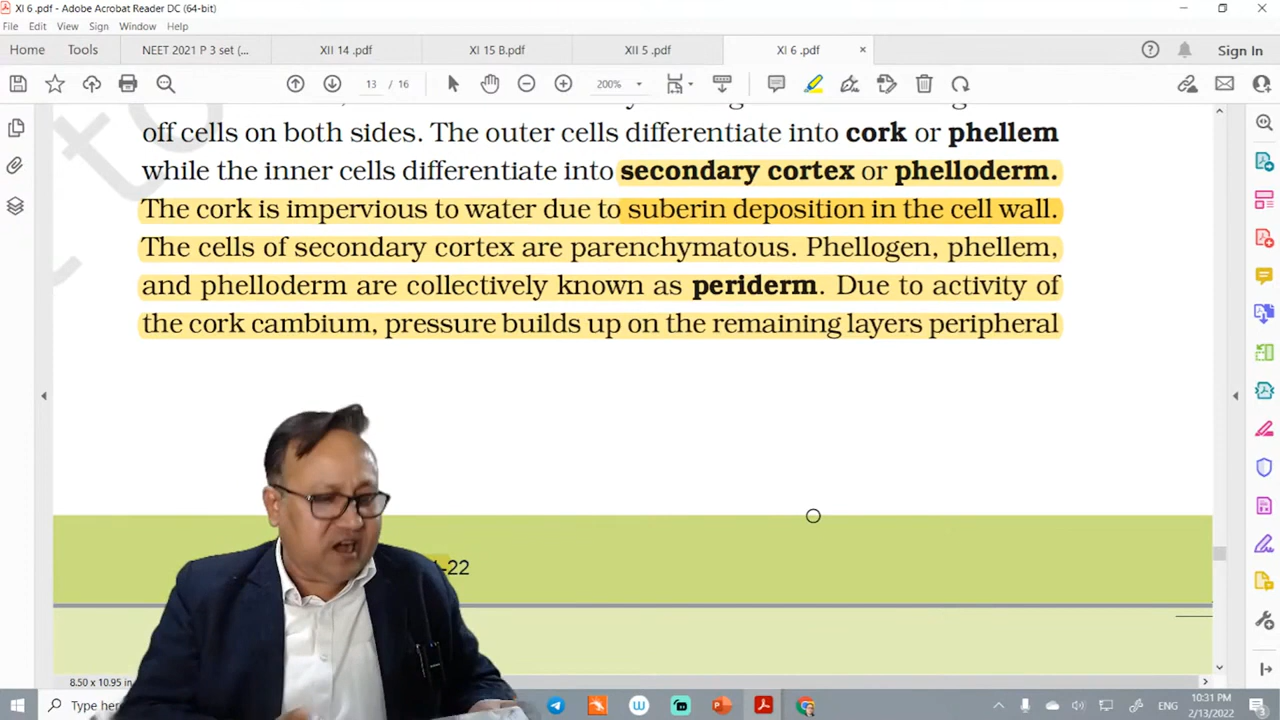 XI 6 .pdf - Adobe Acrobat Reader DC (64-bit)
File Edit View Sign Window Help
Home Tools NEET 2021 P 3 set (... XII 14 .pdf XI 15 B.pdf XII 5 .pdf XI 6 .pdf × Sign In
13 / 16 200%
off cells on both sides. The outer cells differentiate into cork or phellem
while the inner cells differentiate into secondary cortex or phelloderm.
The cork is impervious to water due to suberin deposition in the cell wall.
The cells of secondary cortex are parenchymatous. Phellogen, phellem,
and phelloderm are collectively known as periderm. Due to activity of
the cork cambium, pressure builds up on the remaining layers peripheral
-22
8.50 x 10.95 in
Type here
ENG
10:31 PM
2/13/2022
3